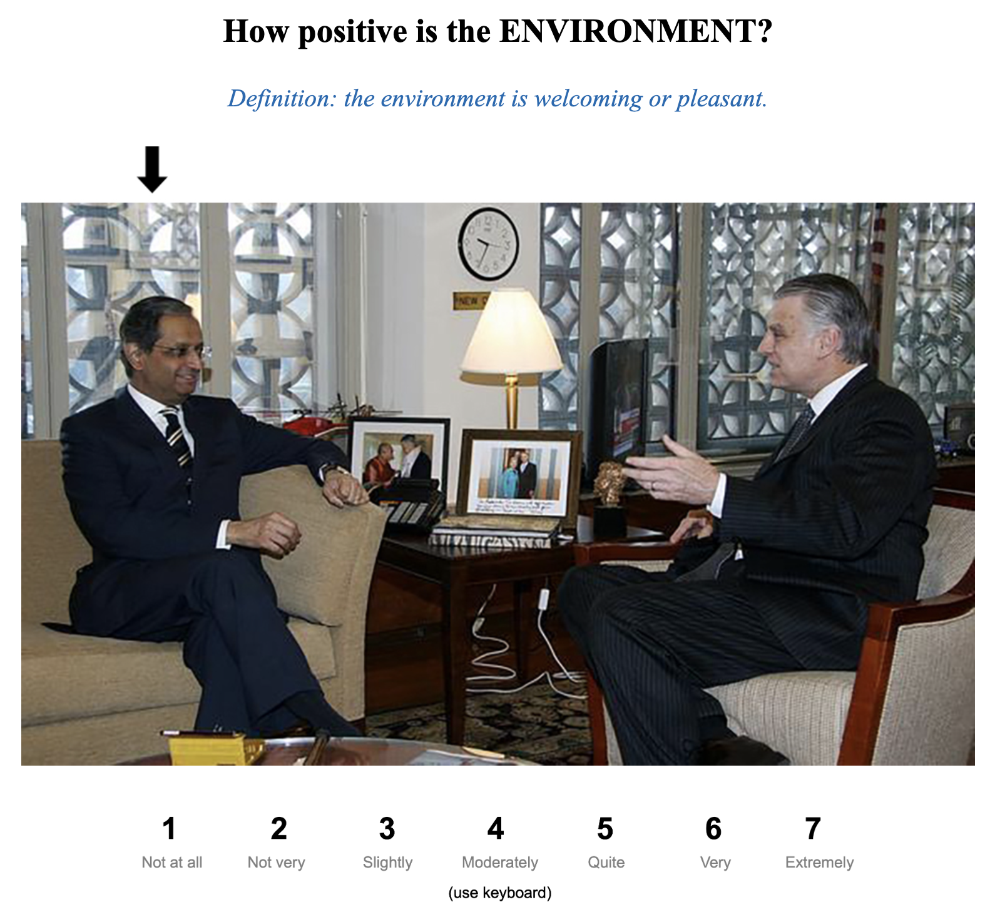 How positive is the ENVIRONMENT?
Definition: the environment is welcoming or pleasant.
NEW
1 2 3 4 5 6 7
Not at all Not very Slightly Moderately Quite Very Extremely
(use keyboard)